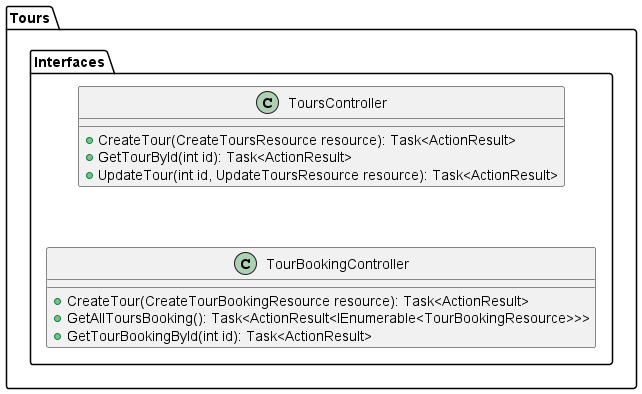 Tours
Interfaces
C ToursController
CreateTour(CreateToursResource resource): Task<ActionResult>
GetTourById(int id): Task<ActionResult>
UpdateTour(int id, UpdateToursResource resource): Task<ActionResult>
C TourBookingController
CreateTour(CreateTourBookingResource resource): Task<ActionResult>
GetAllToursBooking(): Task<ActionResult<IEnumerable<TourBookingResource>>>
GetTourBookingById(int id): Task<ActionResult>